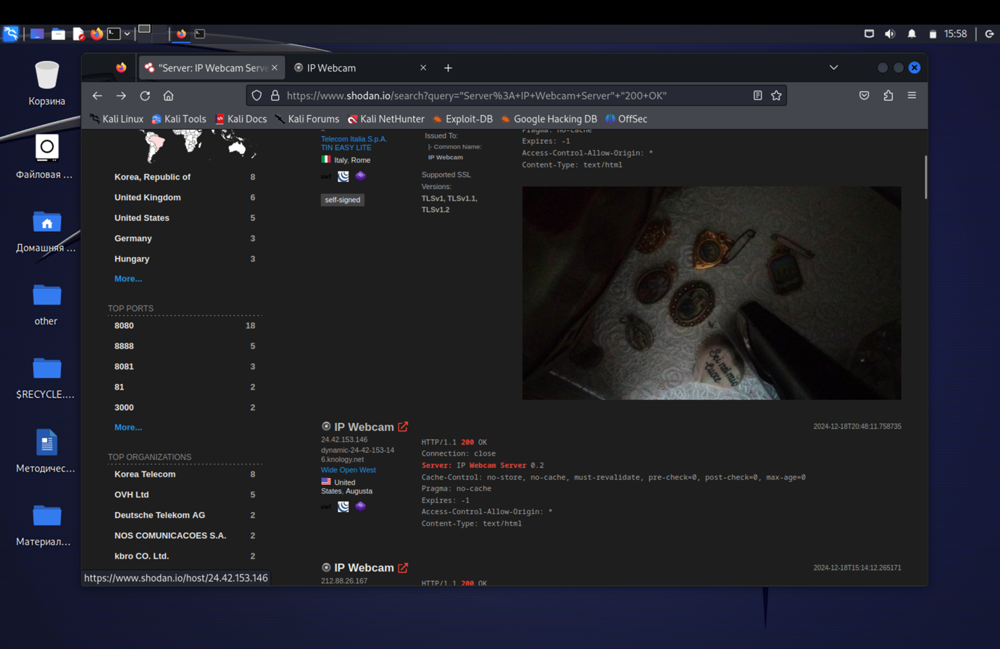 15:58
Корзина
Файловая ...
Домашняя ...
other
$RECYCLE....
Методичес...
Материал...
"Server: IP Webcam Serve
IP Webcam
https://www.shodan.io/search?query="Server%3A+IP+Webcam+Server"+"200+OK"
Kali Linux
Kali Tools
Kali Docs
Kali Forums
Kali NetHunter
Exploit-DB
Google Hacking DB
OffSec
Korea, Republic of 8
United Kingdom 6
United States 5
Germany 3
Hungary 3
More...
TOP PORTS
8080 18
8888 5
8081 3
81 2
3000 2
More...
TOP ORGANIZATIONS
Korea Telecom 8
OVH Ltd 5
Deutsche Telekom AG 2
NOS COMUNICACOES S.A. 2
kbro CO. Ltd. 2
https://www.shodan.io/host/24.42.153.146
Telecom Italia S.p.A.
TIN EASY LITE
Italy, Rome
swf
self-signed
Issued To:
|- Common Name:
IP Webcam
Supported SSL
Versions:
TLSv1, TLSv1.1,
TLSv1.2
Pragma: no-cache
Expires: -1
Access-Control-Allow-Origin: *
Content-Type: text/html
Sei nel mio
Cuore
IP Webcam
2024-12-18T20:48:11.758735
24.42.153.146
dynamic-24-42-153-14
6.knology.net
Wide Open West
United
States, Augusta
swf
HTTP/1.1 200 OK
Connection: close
Server: IP Webcam Server 0.2
Cache-Control: no-store, no-cache, must-revalidate, pre-check=0, post-check=0, max-age=0
Pragma: no-cache
Expires: -1
Access-Control-Allow-Origin: *
Content-Type: text/html
IP Webcam
2024-12-18T15:14:12.265171
212.88.26.167
HTTP/1.1 200 OK